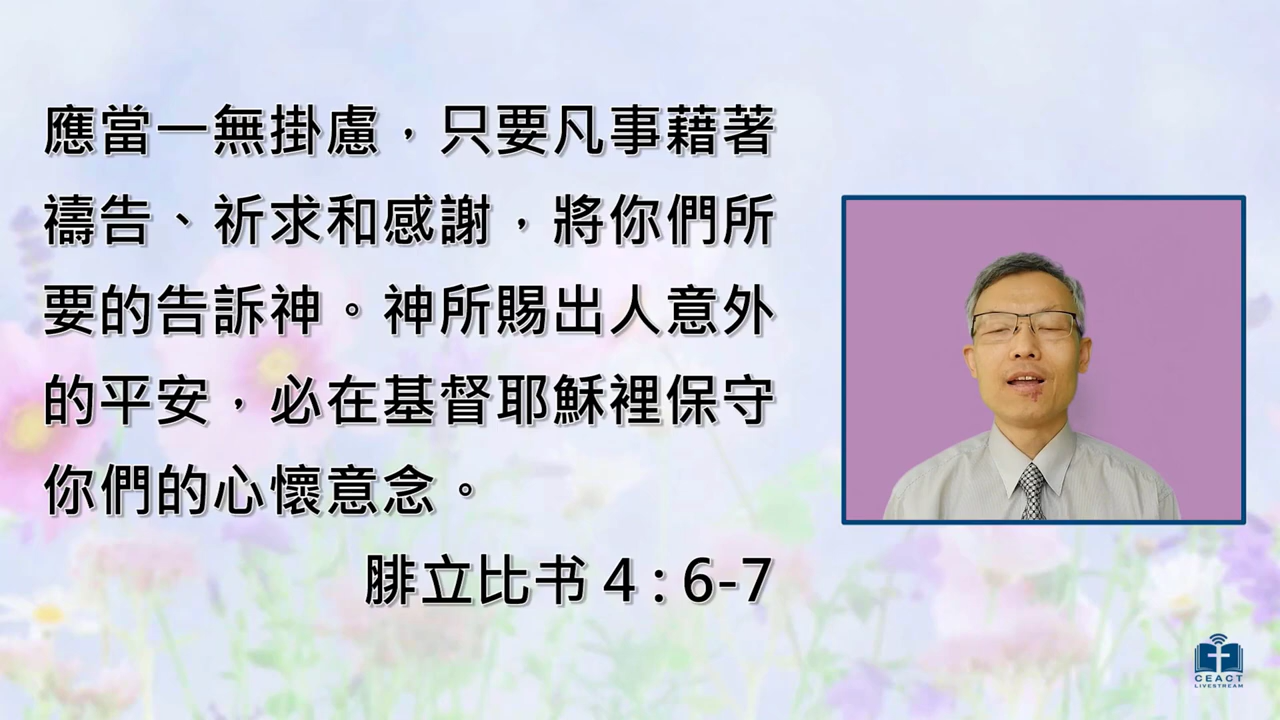 應當一無掛慮，只要凡事藉著
禱告、祈求和感謝，將你們所
要的告訴神。神所賜出人意外
的平安，必在基督耶穌裡保守
你們的心懷意念。
腓立比书 4 : 6-7
CEACT
LIVESTREAM